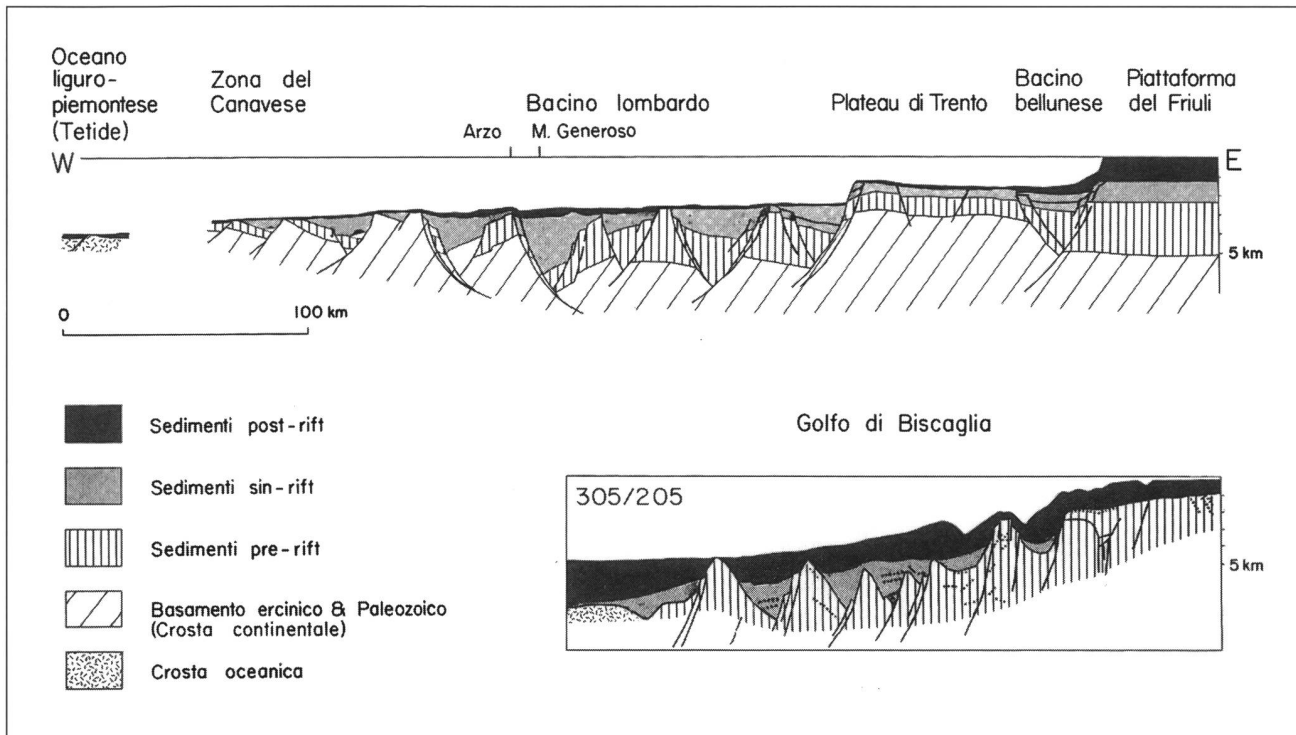 Oceano
liguro-
piemontese
(Tetide)
Zona del
Canavese
Bacino lombardo
Arzo
M. Generoso
Plateau di Trento
Bacino
bellunese
Piattaforma
del Friuli
W
E
5 km
0
100 km
Sedimenti post-rift
Sedimenti sin-rift
Sedimenti pre-rift
Basamento ercinico & Paleozoico
(Crosta continentale)
Crosta oceanica
Golfo di Biscaglia
305/205
5 km